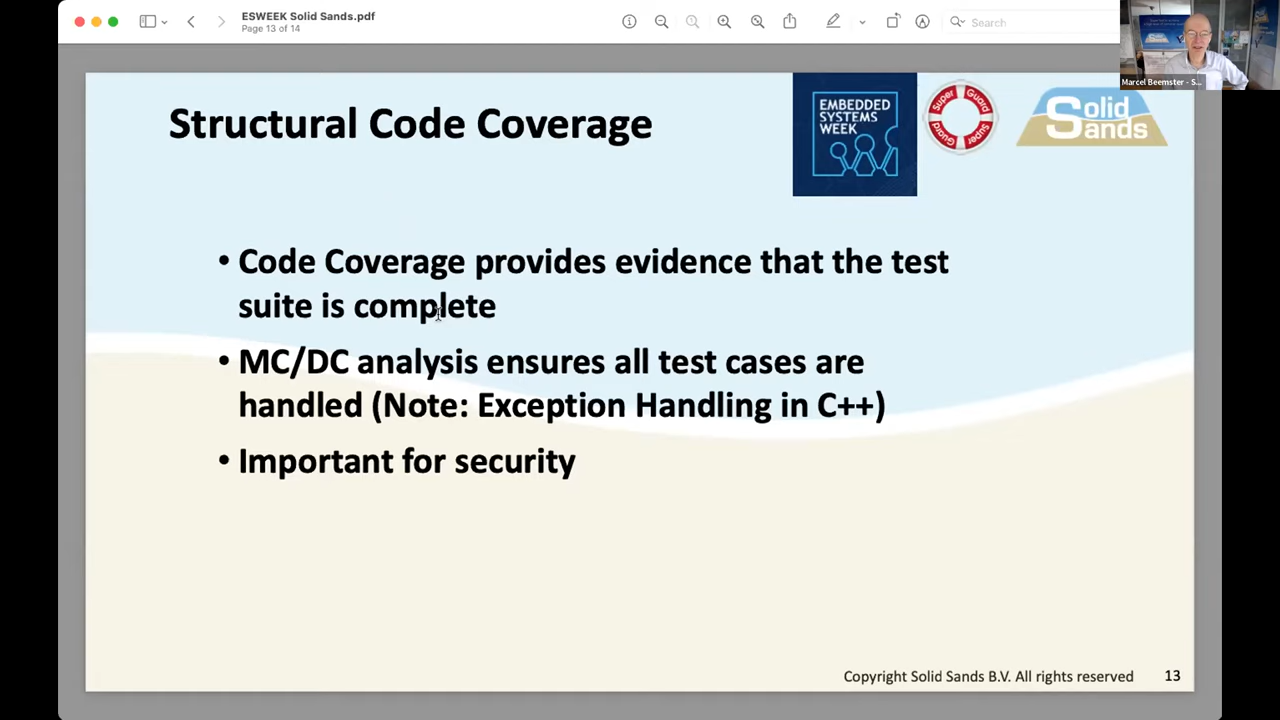 ESWEEK Solid Sands.pdf
Page 13 of 14
Search
Marcel Beemster - S...
Structural Code Coverage
EMBEDDED
SYSTEMS
WEEK
Super Guard
Super Guard
Solid
Sands
• Code Coverage provides evidence that the test
suite is complete
• MC/DC analysis ensures all test cases are
handled (Note: Exception Handling in C++)
• Important for security
Copyright Solid Sands B.V. All rights reserved
13